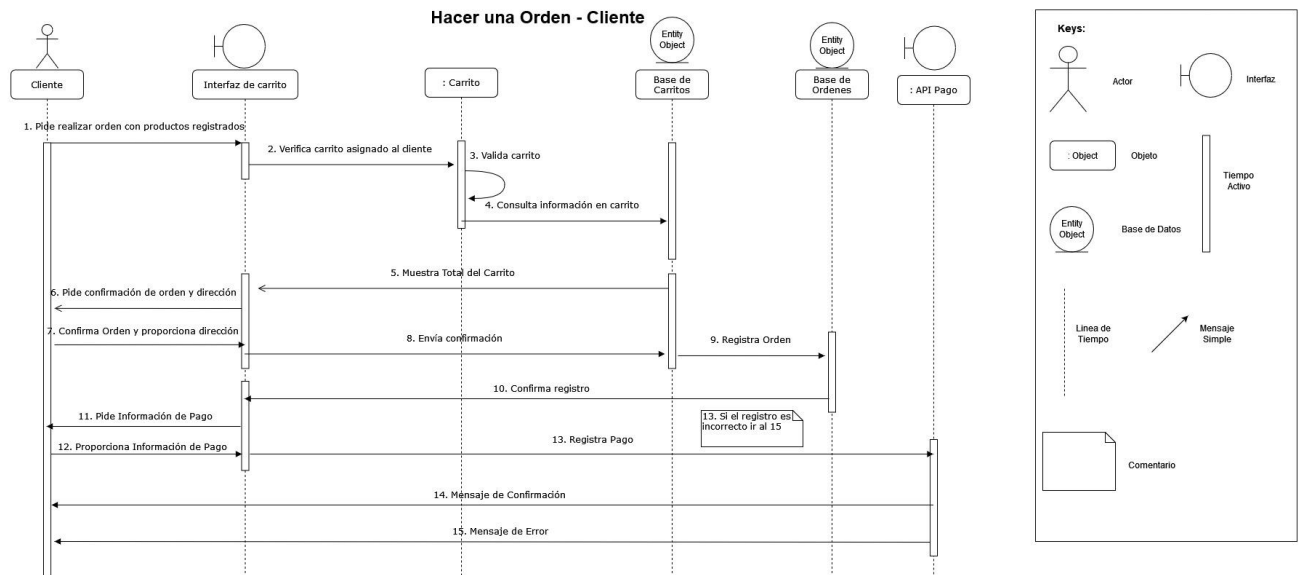 Hacer una Orden - Cliente
Cliente
Interfaz de carrito
: Carrito
Entity
Object
Base de
Carritos
Entity
Object
Base de
Ordenes
: API Pago
1. Pide realizar orden con productos registrados
2. Verifica carrito asignado al cliente
3. Valida carrito
4. Consulta información en carrito
5. Muestra Total del Carrito
6. Pide confirmación de orden y dirección
7. Confirma Orden y proporciona dirección
8. Envía confirmación
9. Registra Orden
10. Confirma registro
11. Pide Información de Pago
13. Si el registro es
incorrecto ir al 15
12. Proporciona Información de Pago
13. Registra Pago
14. Mensaje de Confirmación
15. Mensaje de Error
Keys:
Actor
Interfaz
: Object
Objeto
Tiempo
Activo
Entity
Object
Base de Datos
Linea de
Tiempo
Mensaje
Simple
Comentario